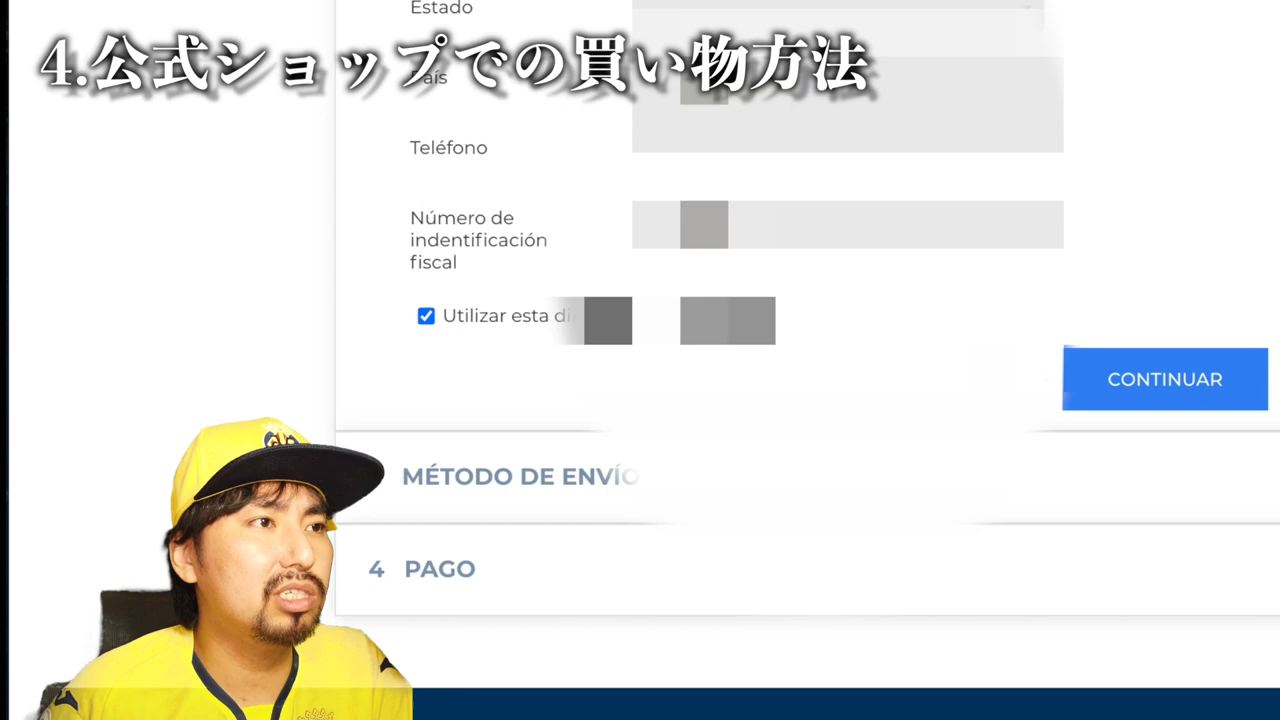 Estado
4.公式ショップでの買い物方法
País
Teléfono
Número de
indentificación
fiscal
Utilizar esta
CONTINUAR
MÉTODO DE ENVÍO
4 PAGO